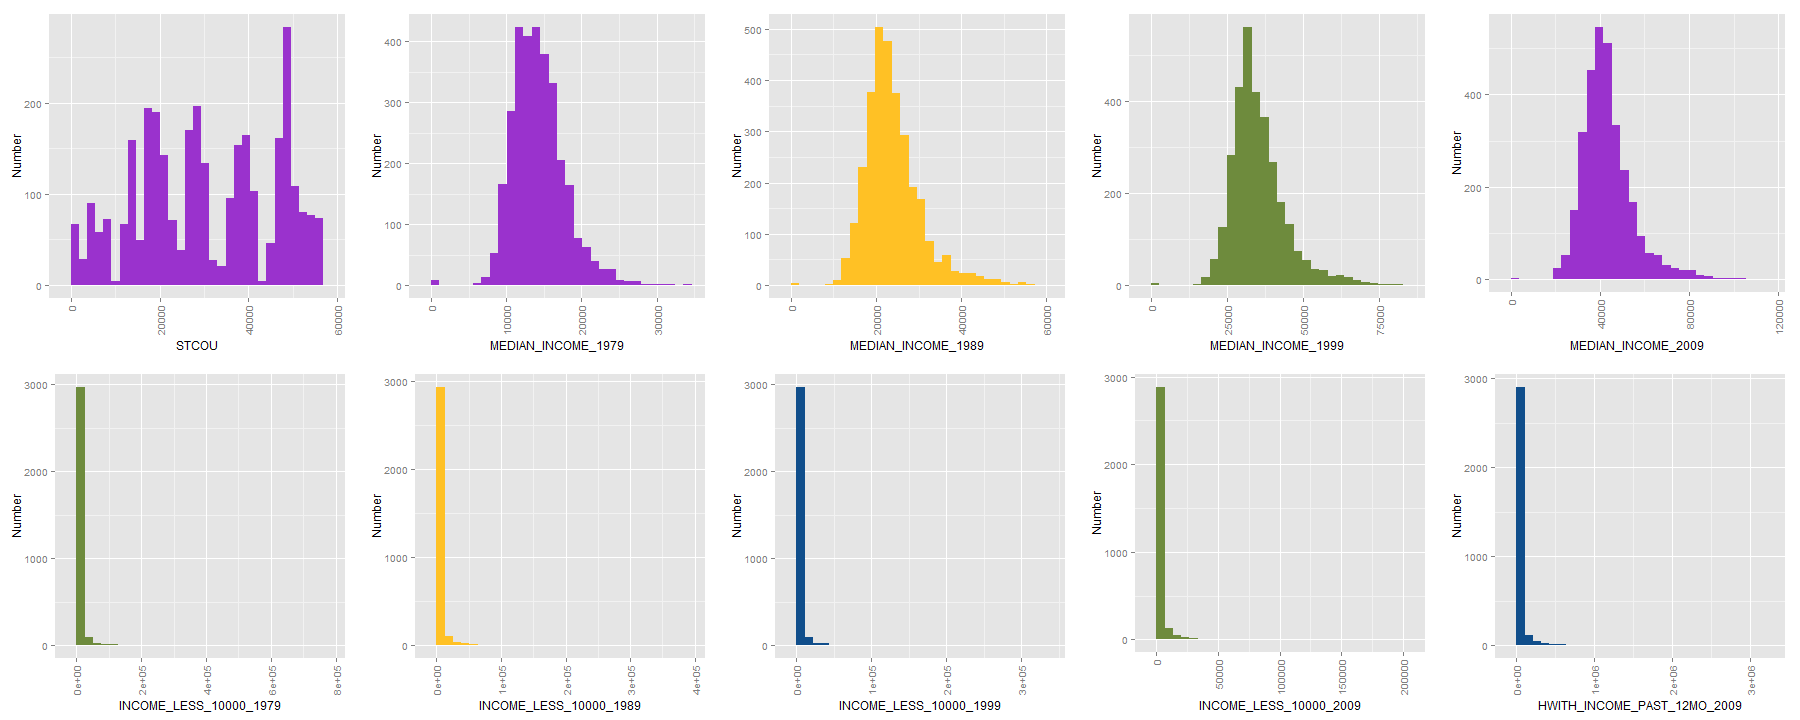 Number
200
100
0
0
20000
40000
60000
STCOU
Number
400
300
200
100
0
0
10000
20000
30000
MEDIAN_INCOME_1979
Number
500
400
300
200
100
0
0
20000
40000
60000
MEDIAN_INCOME_1989
Number
400
200
0
0
25000
50000
75000
MEDIAN_INCOME_1999
Number
400
200
0
0
40000
80000
120000
MEDIAN_INCOME_2009
Number
3000
2000
1000
0
0e+00
2e+05
4e+05
6e+05
8e+05
INCOME_LESS_10000_1979
Number
3000
2000
1000
0
0e+00
1e+05
2e+05
3e+05
4e+05
INCOME_LESS_10000_1989
Number
3000
2000
1000
0
0e+00
1e+05
2e+05
3e+05
INCOME_LESS_10000_1999
Number
3000
2000
1000
0
0
50000
100000
150000
200000
INCOME_LESS_10000_2009
Number
3000
2000
1000
0
0e+00
1e+06
2e+06
3e+06
HWITH_INCOME_PAST_12MO_2009